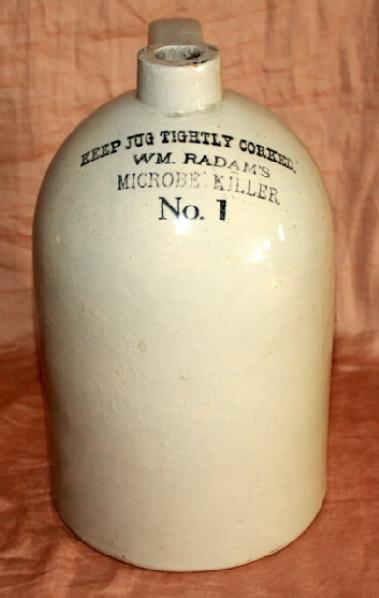 KEEP JUG TIGHTLY CORKED.
WM. RADAM'S
MICROBE KILLER
No. 1